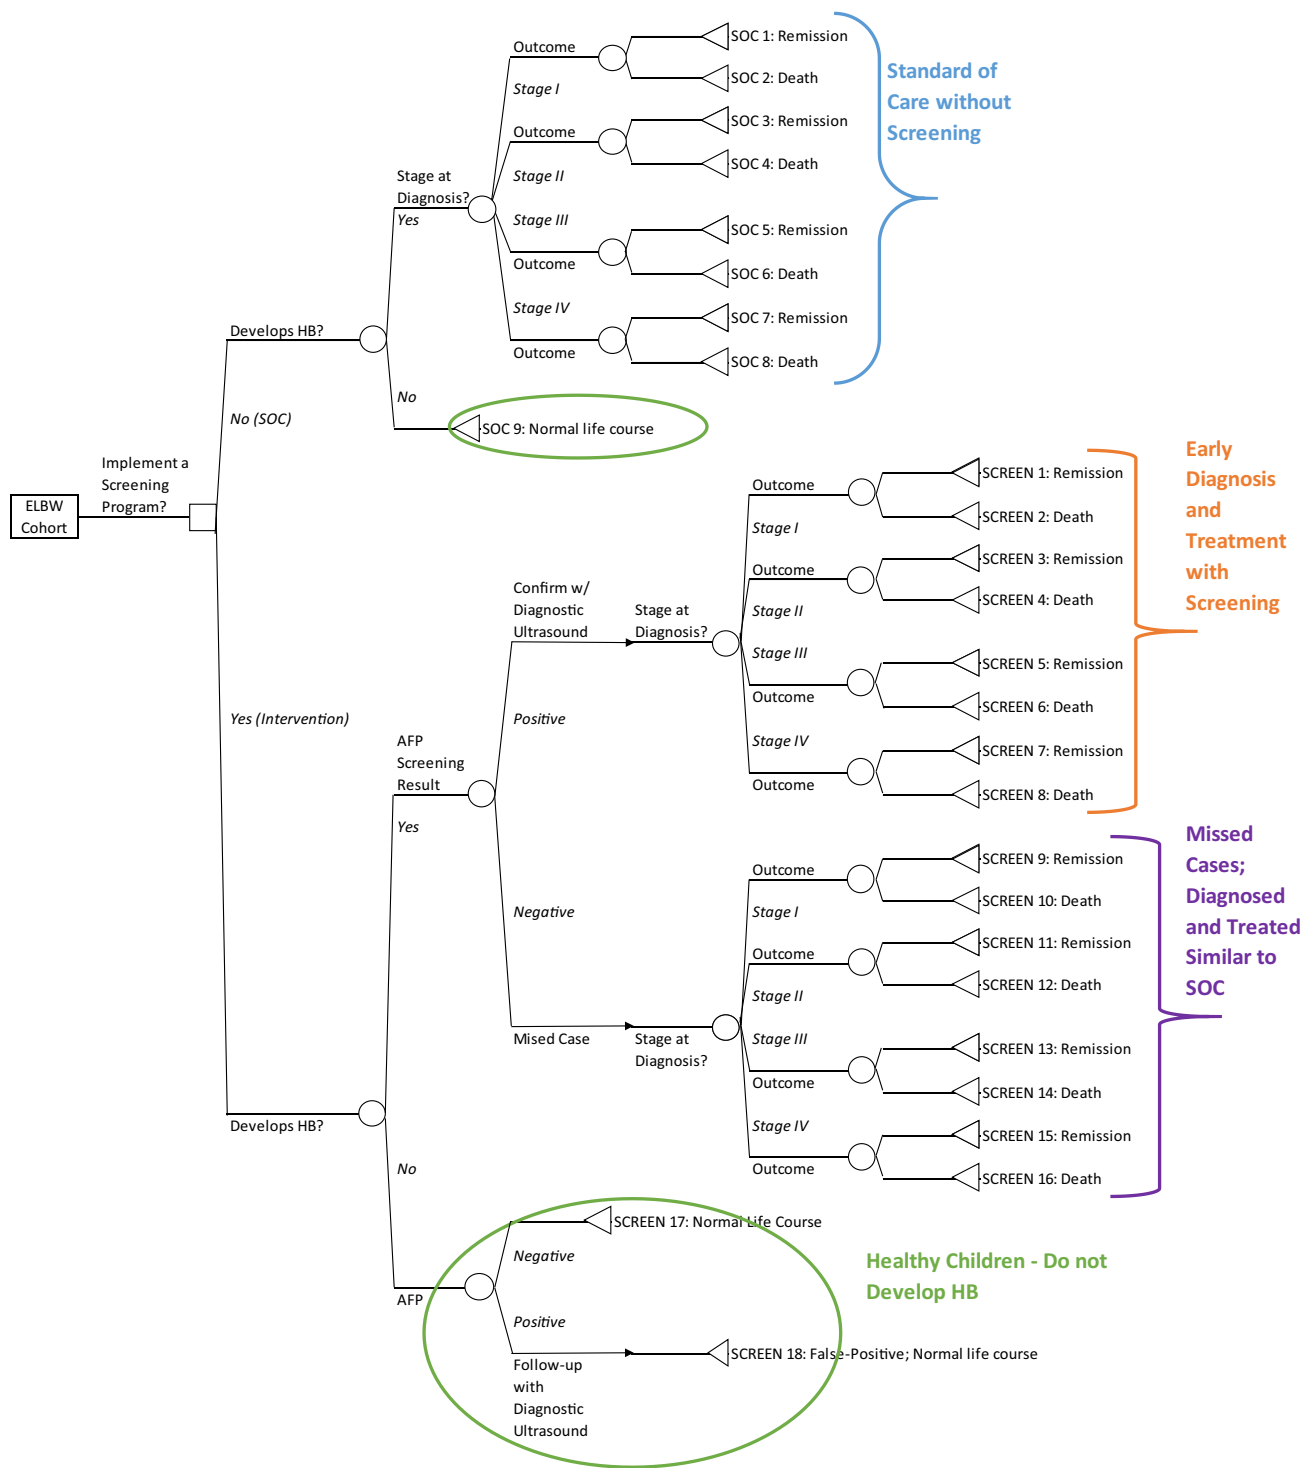 SOC 1: Remission
Outcome
SOC 2: Death
Stage I
Standard of
Care without
Screening
SOC 3: Remission
Outcome
SOC 4: Death
Stage II
Stage at
Diagnosis?
Yes
Stage III
SOC 5: Remission
Outcome
SOC 6: Death
Stage IV
SOC 7: Remission
Outcome
SOC 8: Death
Develops HB?
No
SOC 9: Normal life course
No (SOC)
Implement a
Screening
Program?
ELBW
Cohort
Early
Diagnosis
and
Treatment
with
Screening
SCREEN 1: Remission
Outcome
SCREEN 2: Death
Stage I
SCREEN 3: Remission
Outcome
SCREEN 4: Death
Stage II
Confirm w/
Diagnostic
Ultrasound
Stage at
Diagnosis?
Stage III
SCREEN 5: Remission
Outcome
SCREEN 6: Death
Yes (Intervention)
Positive
Stage IV
SCREEN 7: Remission
Outcome
SCREEN 8: Death
AFP
Screening
Result
Yes
Missed
Cases;
Diagnosed
and Treated
Similar to
SOC
SCREEN 9: Remission
Outcome
SCREEN 10: Death
Negative
Stage I
SCREEN 11: Remission
Outcome
SCREEN 12: Death
Stage II
Mised Case
Stage at
Diagnosis?
Stage III
SCREEN 13: Remission
Outcome
SCREEN 14: Death
Stage IV
SCREEN 15: Remission
Outcome
SCREEN 16: Death
Develops HB?
No
SCREEN 17: Normal Life Course
Negative
Healthy Children - Do not
Develop HB
AFP
Positive
SCREEN 18: False-Positive; Normal life course
Follow-up
with
Diagnostic
Ultrasound